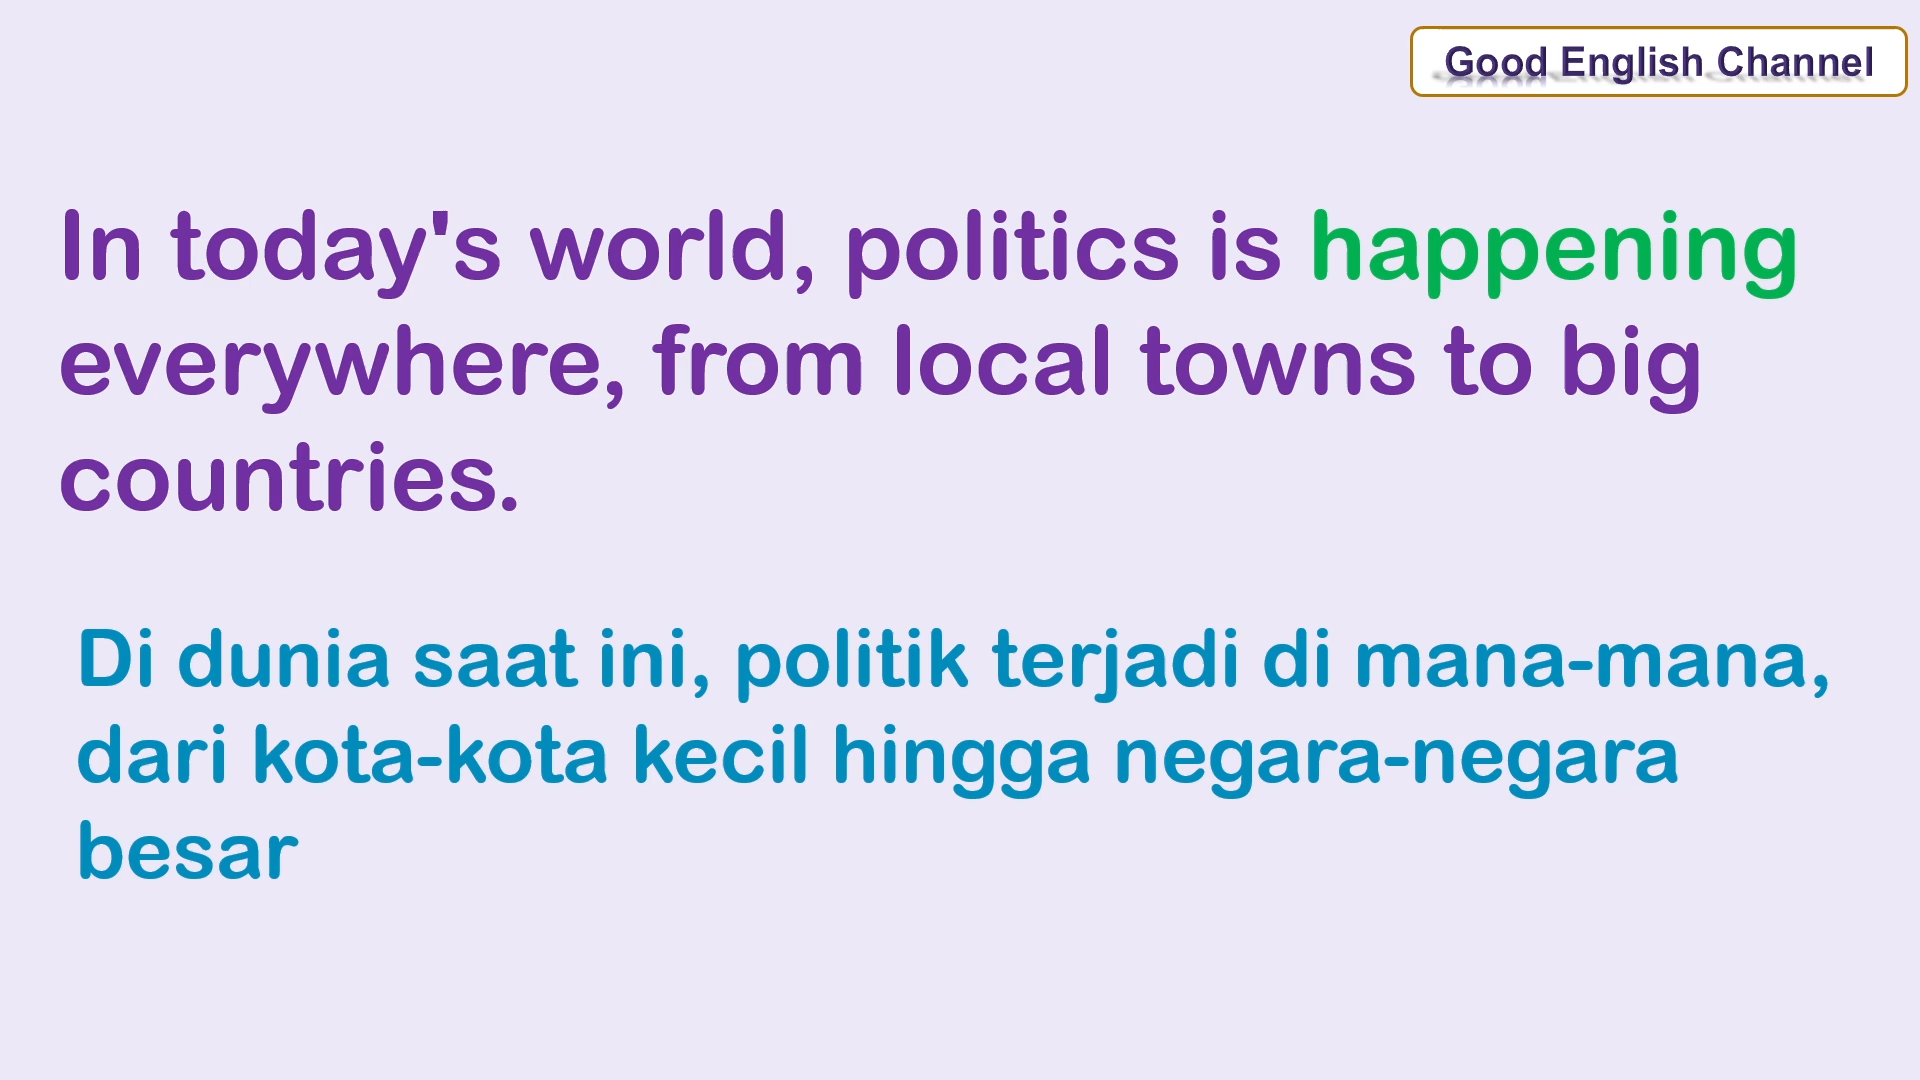 Good English Channel
In today's world, politics is happening
everywhere, from local towns to big
countries.
Di dunia saat ini, politik terjadi di mana-mana,
dari kota-kota kecil hingga negara-negara
besar